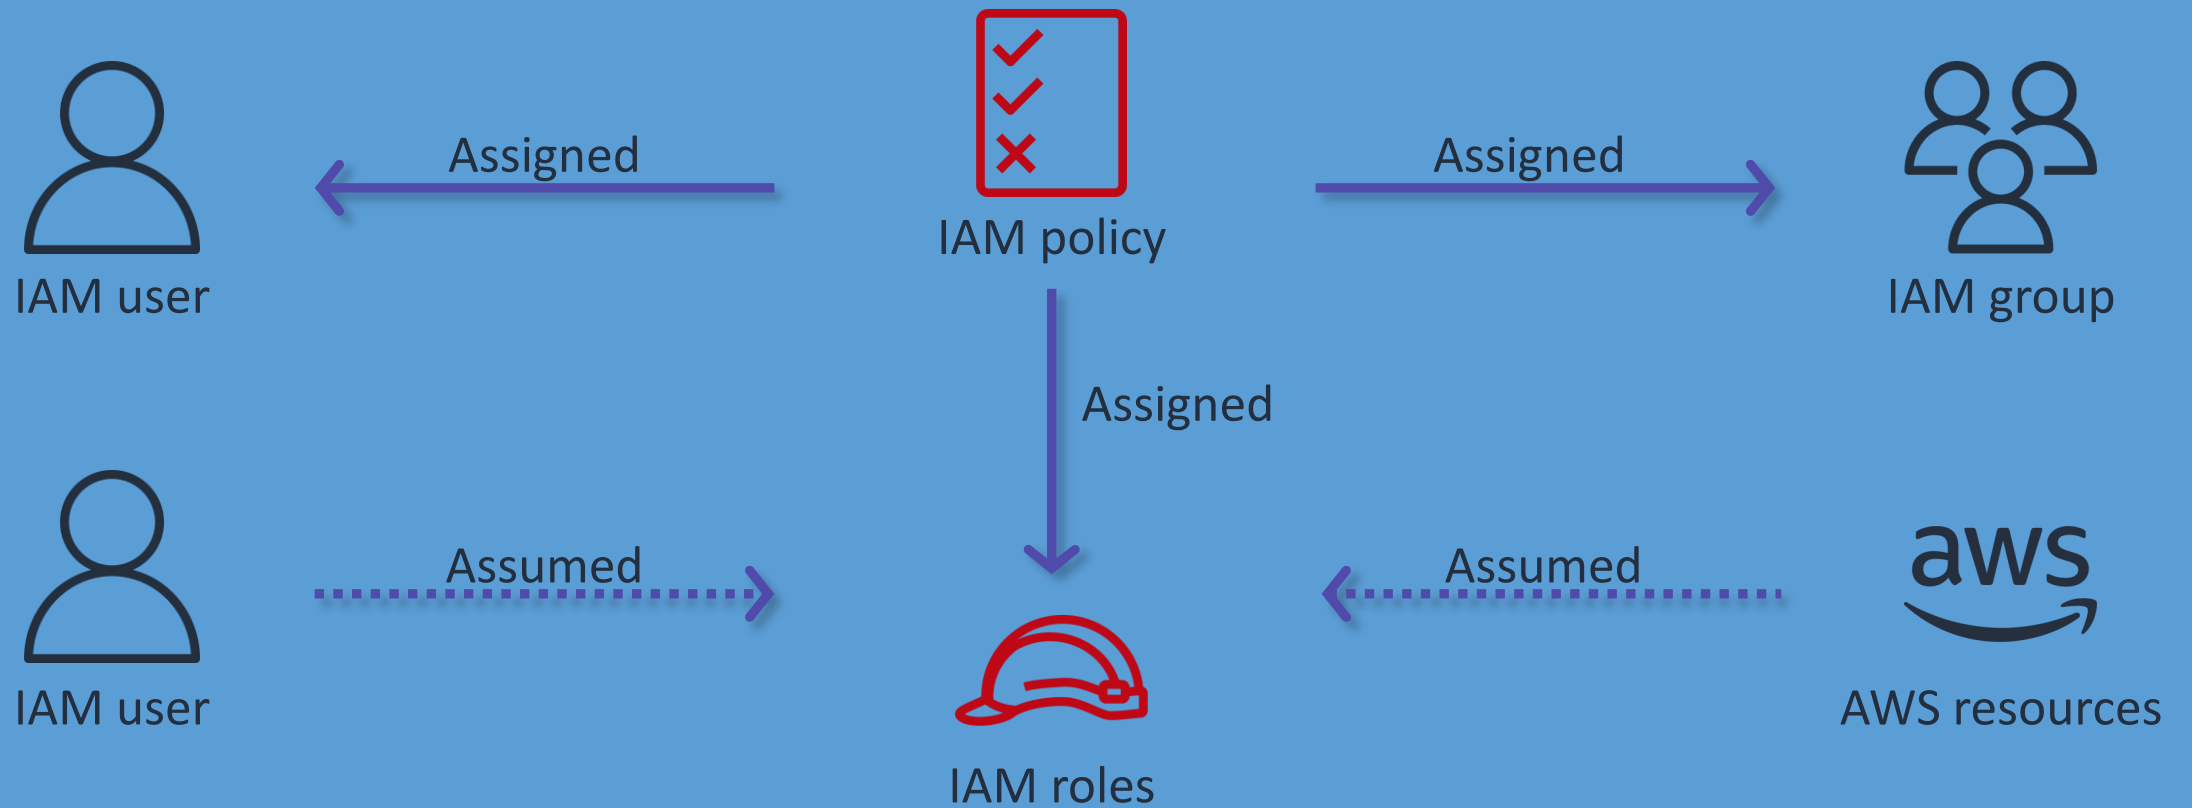 Assigned
Assigned
IAM policy
IAM user
IAM group
Assigned
Assumed
Assumed
aws
IAM user
AWS resources
IAM roles